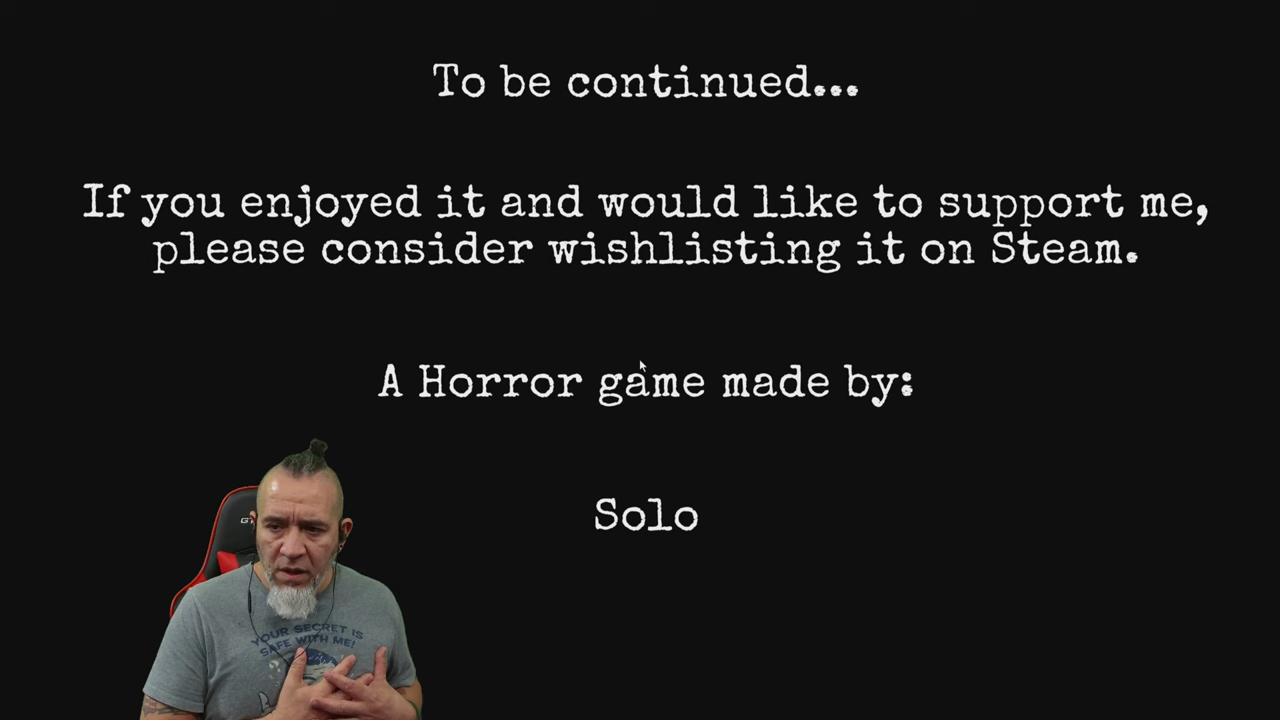 To be continued...
If you enjoyed it and would like to support me,
please consider wishlisting it on Steam.
A Horror game made by:
Solo
YOUR SECRET IS
SAFE WITH ME!